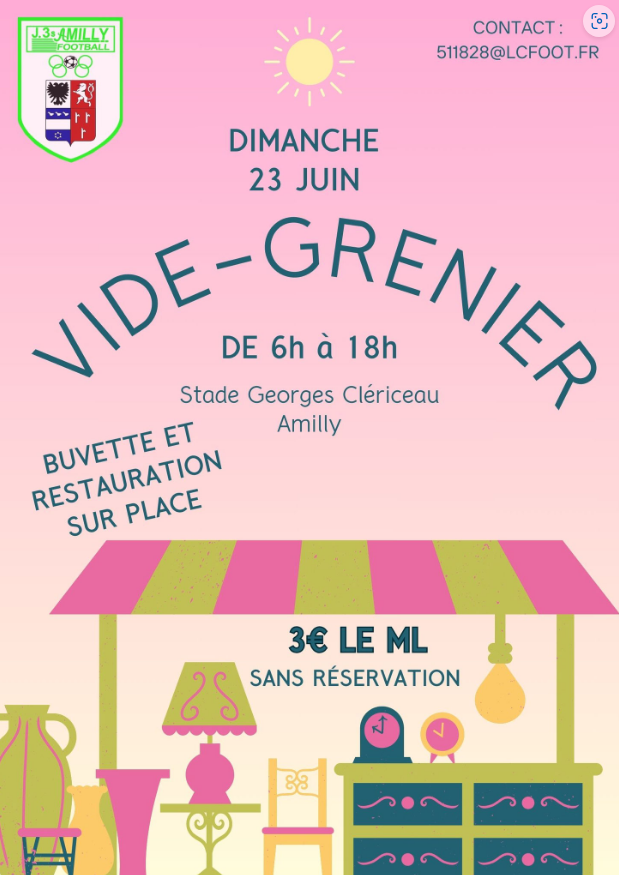 J.3S AMILLY
FOOTBALL
CONTACT :
511828@LCFOOT.FR
DIMANCHE
23 JUIN
VIDE-GRENIER
DE 6h à 18h
Stade Georges Clériceau
Amilly
BUVETTE ET
RESTAURATION
SUR PLACE
3€ LE ML
SANS RÉSERVATION